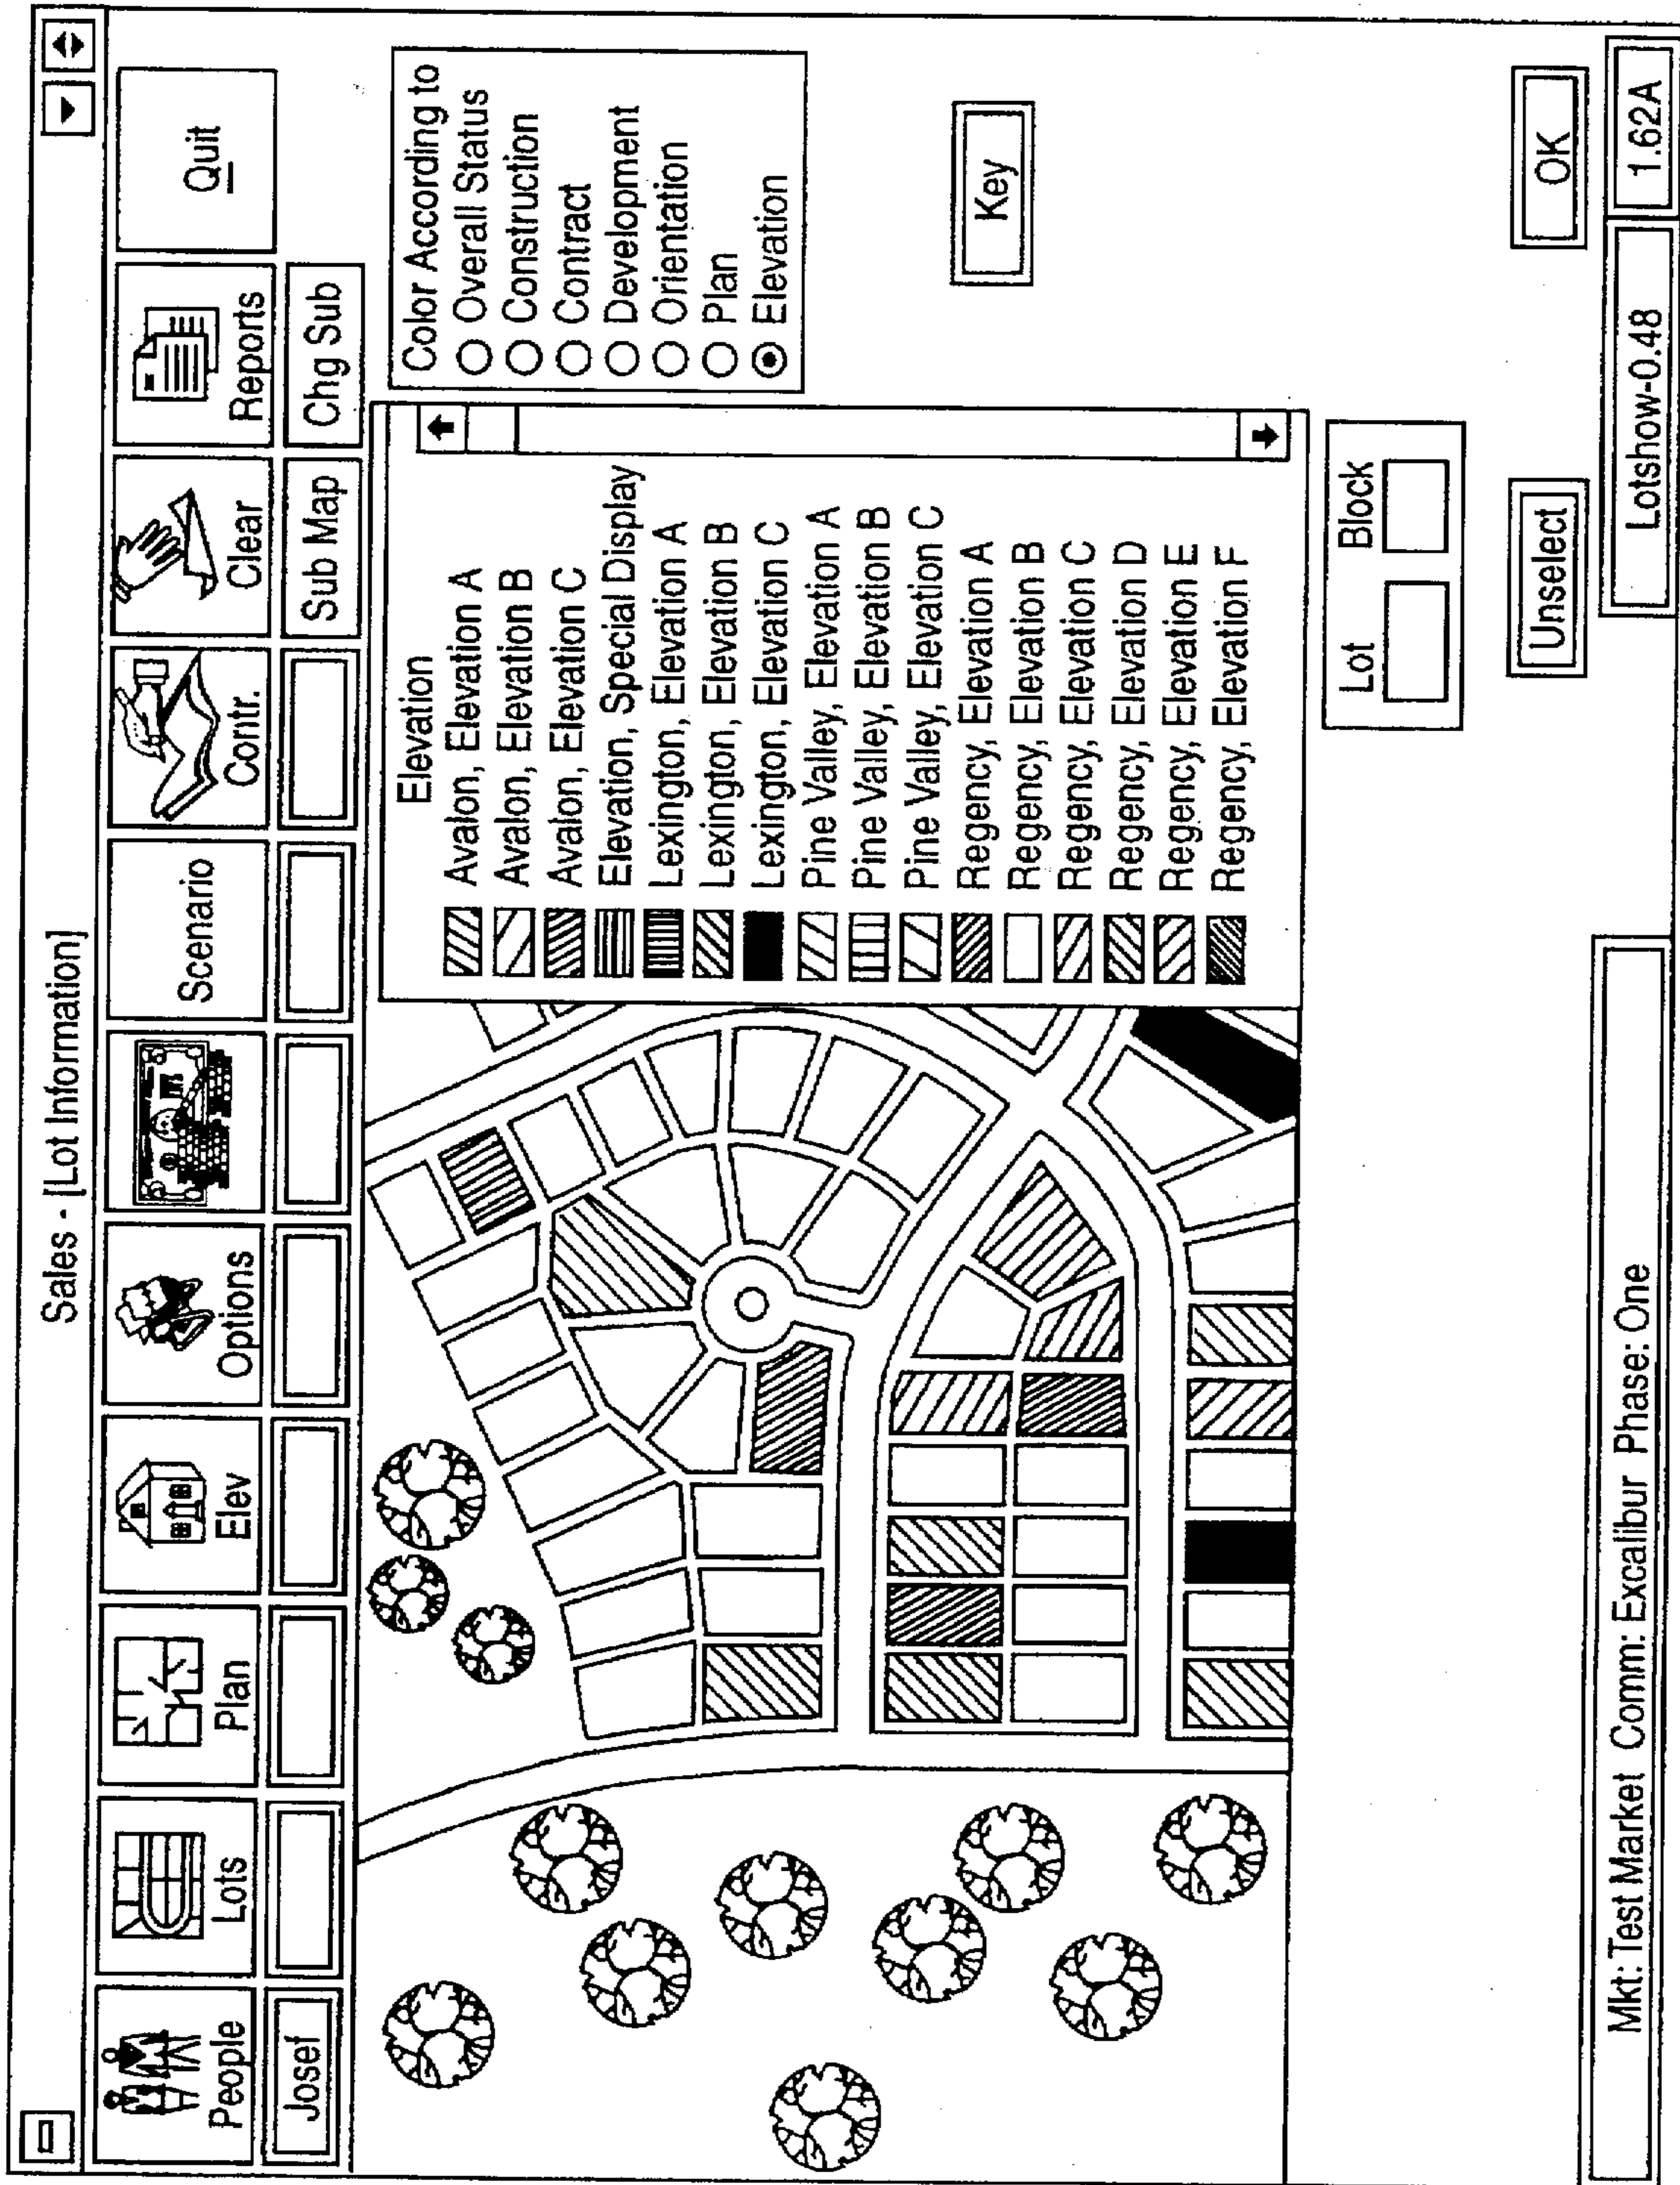 Sales - [Lot Information]
People
Lots
Plan
Elev
Options
Scenario
Contr.
Clear
Reports
Quit
Josef
Sub Map
Chg Sub
Elevation
Avalon, Elevation A
Avalon, Elevation B
Avalon, Elevation C
Elevation, Special Display
Lexington, Elevation A
Lexington, Elevation B
Lexington, Elevation C
Pine Valley, Elevation A
Pine Valley, Elevation B
Pine Valley, Elevation C
Regency, Elevation A
Regency, Elevation B
Regency, Elevation C
Regency, Elevation D
Regency, Elevation E
Regency, Elevation F
Color According to
Overall Status
Construction
Contract
Development
Orientation
Plan
Elevation
Key
Lot Block
Unselect
OK
Mkt: Test Market Comm: Excalibur Phase: One
Lotshow-0.48
1.62A